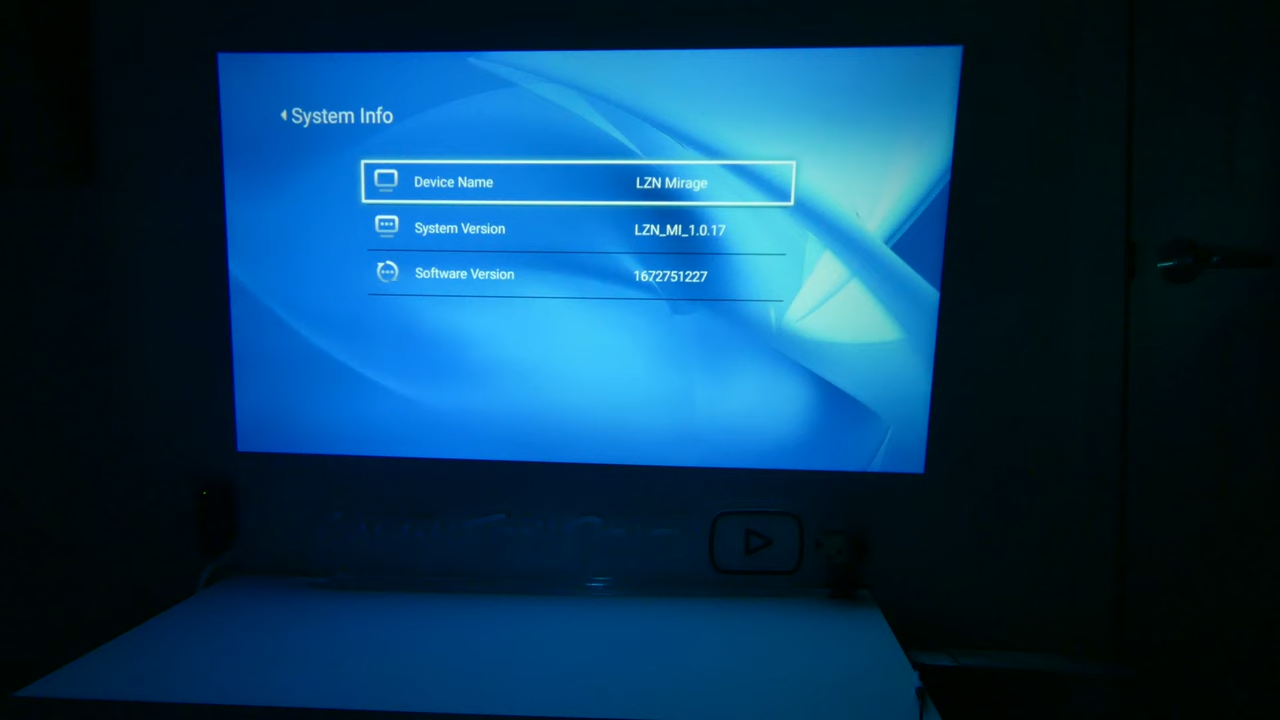 System Info
Device Name LZN Mirage
System Version LZN_MI_1.0.17
Software Version 1672751227